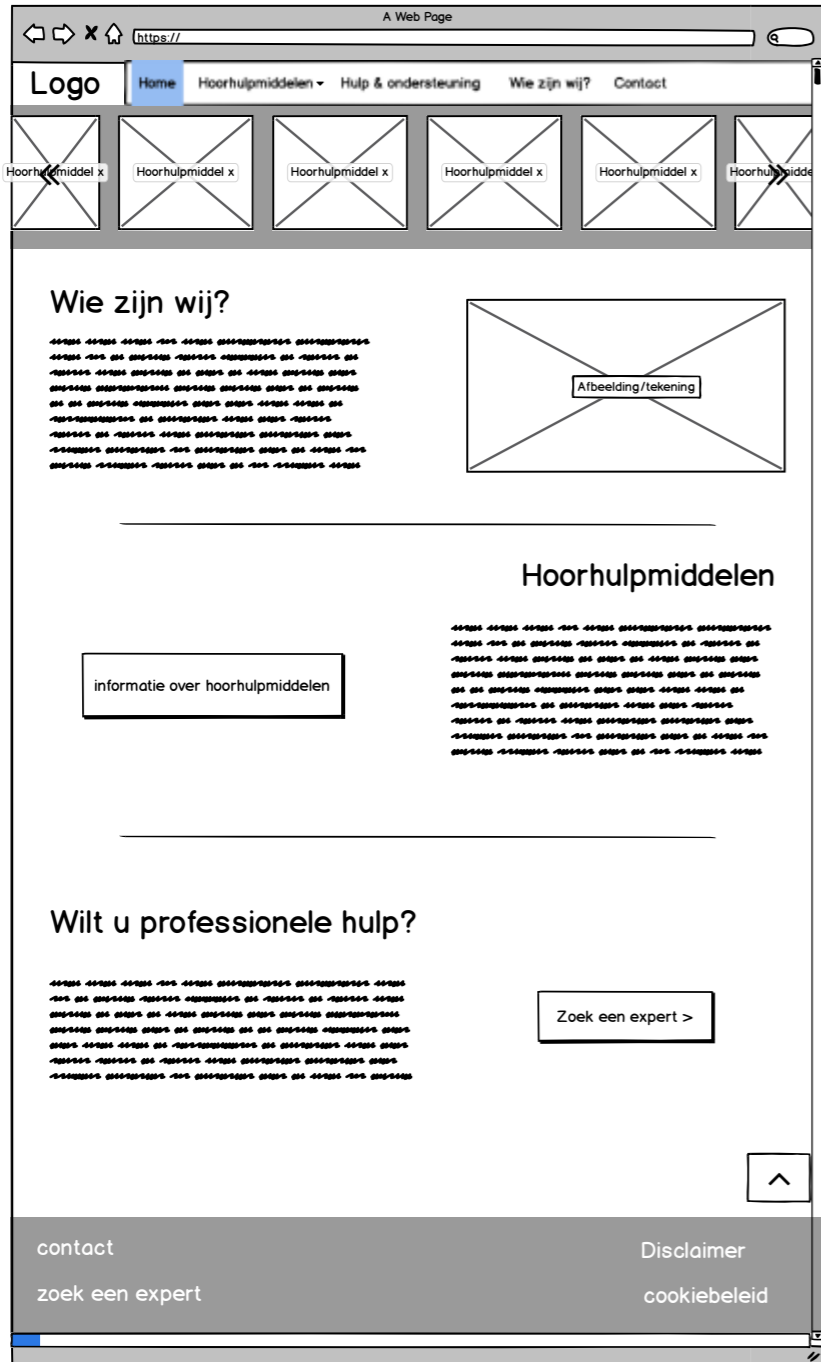 A Web Page
https://
Logo
Home Hoorhulpmiddelen Hulp & ondersteuning Wie zijn wij? Contact
Hoorhulpmiddel x Hoorhulpmiddel x Hoorhulpmiddel x Hoorhulpmiddel x Hoorhulpmiddel x Hoorhulpmidde
Wie zijn wij?
Afbeelding/tekening
Hoorhulpmiddelen
informatie over hoorhulpmiddelen
Wilt u professionele hulp?
Zoek een expert >
contact
Disclaimer
zoek een expert
cookiebeleid